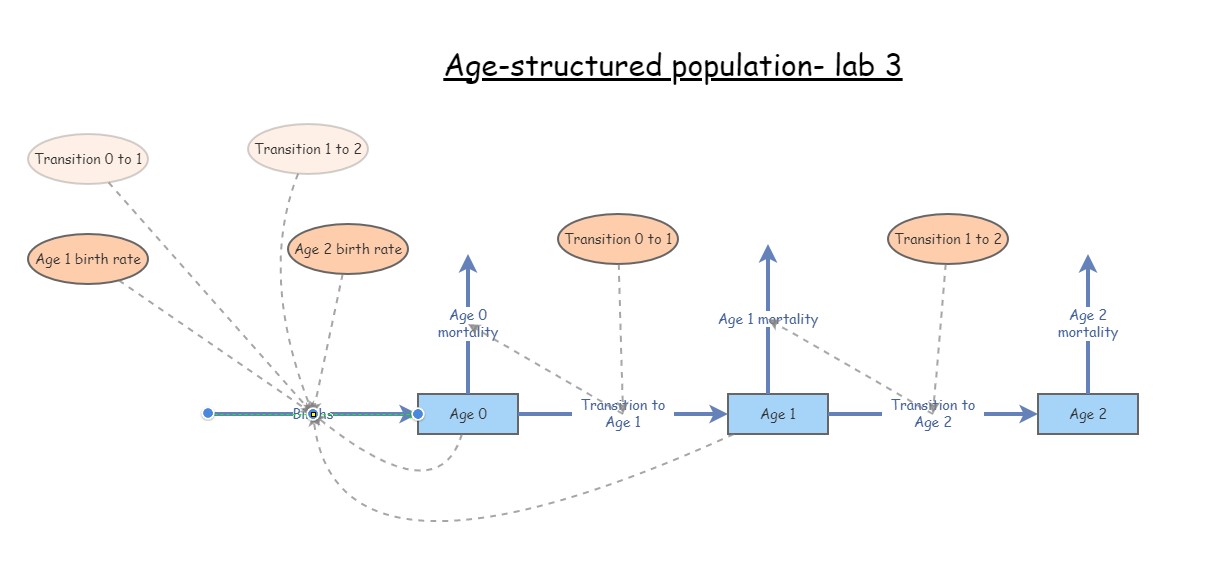 Age-structured population- lab 3
Transition 0 to 1
Transition 1 to 2
Age 1 birth rate
Age 2 birth rate
Transition 0 to 1
Transition 1 to 2
Age 0
mortality
Age 1 mortality
Age 2
mortality
Births
Age 0
Transition to
Age 1
Age 1
Transition to
Age 2
Age 2